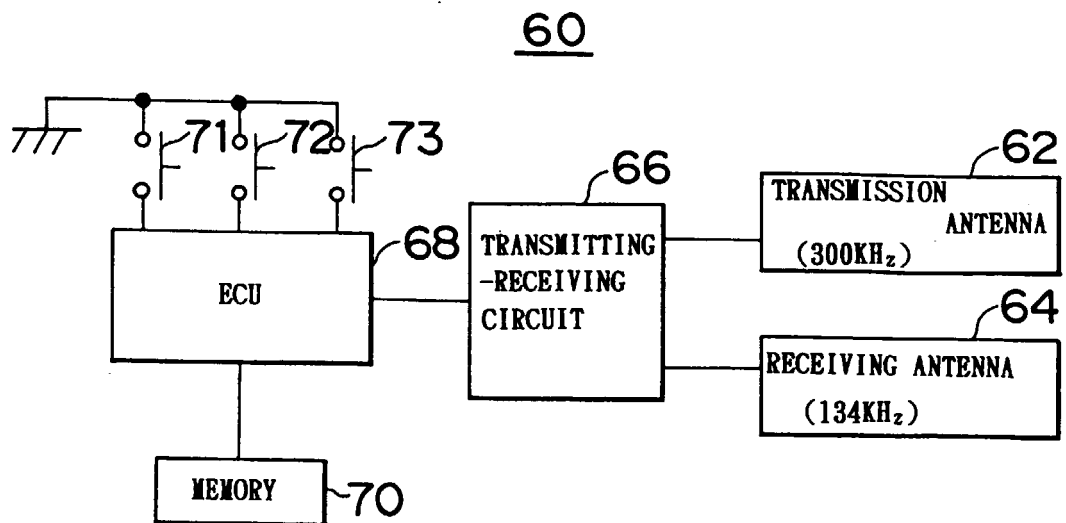 60
71 72 73
66
62
TRANSMISSION
ANTENNA
(300KHz)
68
ECU
TRANSMITTING
-RECEIVING
CIRCUIT
64
RECEIVING ANTENNA
(134KHz)
MEMORY
70